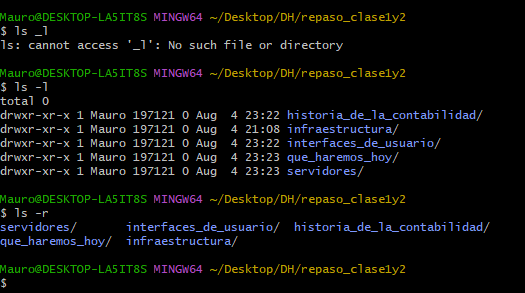 Mauro@DESKTOP-LA5IT8S MINGW64 ~/Desktop/DH/repaso_clase1y2
$ ls _l
ls: cannot access '_l': No such file or directory
Mauro@DESKTOP-LA5IT8S MINGW64 ~/Desktop/DH/repaso_clase1y2
$ ls -l
total 0
drwxr-xr-x 1 Mauro 197121 0 Aug  4 23:22 historia_de_la_contabilidad/
drwxr-xr-x 1 Mauro 197121 0 Aug  4 21:08 infraestructura/
drwxr-xr-x 1 Mauro 197121 0 Aug  4 23:22 interfaces_de_usuario/
drwxr-xr-x 1 Mauro 197121 0 Aug  4 23:23 que_haremos_hoy/
drwxr-xr-x 1 Mauro 197121 0 Aug  4 23:23 servidores/
Mauro@DESKTOP-LA5IT8S MINGW64 ~/Desktop/DH/repaso_clase1y2
$ ls -r
servidores/       interfaces_de_usuario/  historia_de_la_contabilidad/
que_haremos_hoy/  infraestructura/
Mauro@DESKTOP-LA5IT8S MINGW64 ~/Desktop/DH/repaso_clase1y2
$